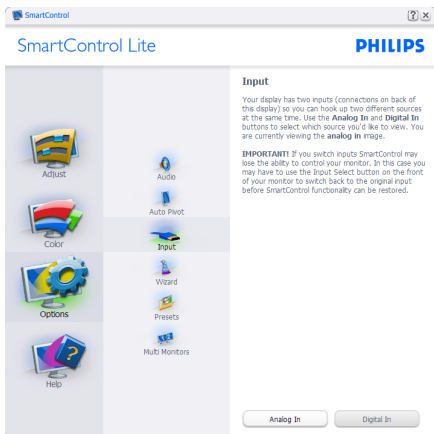 SmartControl
SmartControl Lite
PHILIPS
Adjust
Color
Options
Help
Audio
Auto Pivot
Input
Wizard
Presets
Multi Monitors
Input
Your display has two inputs (connections on back of
this display) so you can hook up two different sources
at the same time. Use the Analog In and Digital In
buttons to select which source you'd like to view. You
are currently viewing the analog in image.
IMPORTANT! If you switch inputs SmartControl may
lose the ability to control your monitor. In this case you
may have to use the Input Select button on the front
of your monitor to switch back to the original input
before SmartControl functionality can be restored.
Analog In
Digital In